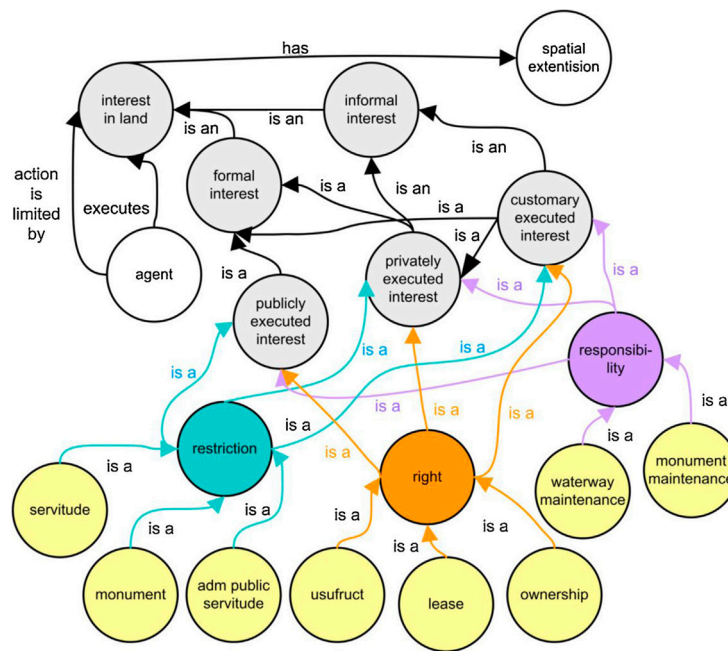 has
spatial
extentision
interest
in land
informal
interest
is an
is an
action
is
limited
by
executes
formal
interest
is a
is an
is an
customary
executed
interest
is a
is a
agent
is a
privately
executed
interest
is a
is a
publicly
executed
interest
is a
is a
is a
responsibi-
lity
is a
is a
is a
is a
is a
restriction
is a
is a
right
waterway
maintenance
monument
maintenance
is a
servitude
is a
is a
is a
is a
is a
monument
adm public
servitude
usufruct
lease
ownership